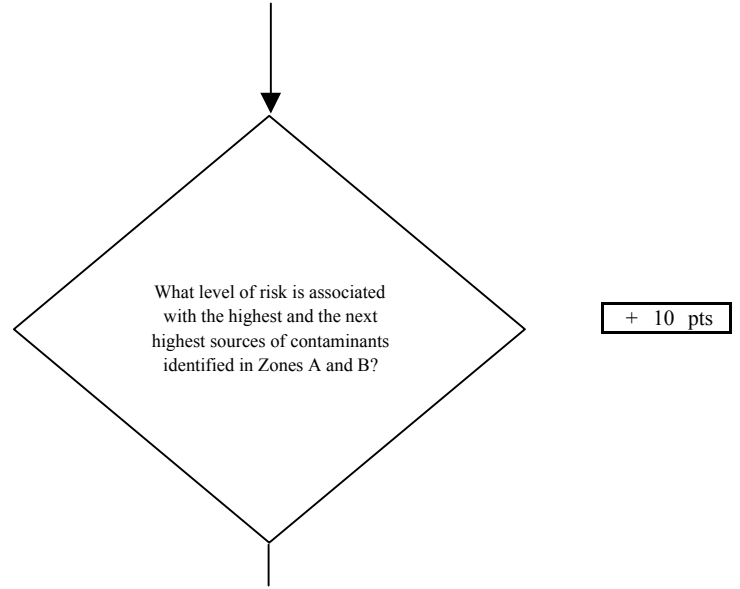 What level of risk is associated
with the highest and the next
highest sources of contaminants
identified in Zones A and B?
+ 10 pts